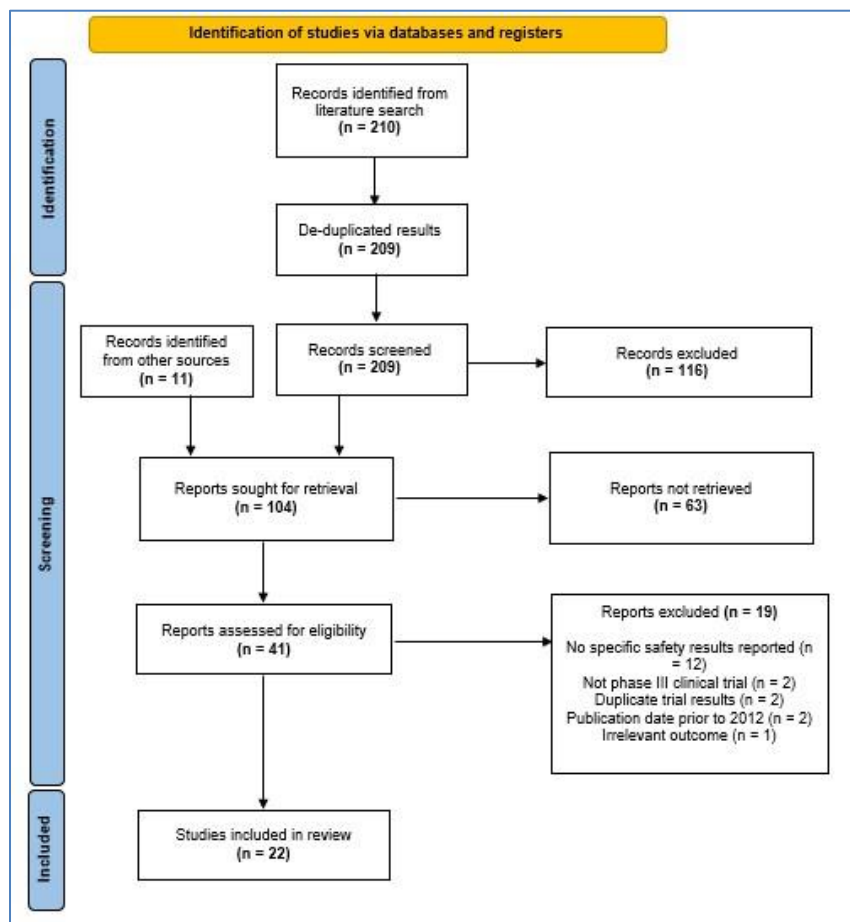 Identification of studies via databases and registers
Identification
Records identified from
literature search
(n = 210)
De-duplicated results
(n = 209)
Screening
Records identified
from other sources
(n = 11)
Records screened
(n = 209)
Records excluded
(n = 116)
Reports sought for retrieval
(n = 104)
Reports not retrieved
(n = 63)
Reports assessed for eligibility
(n = 41)
Reports excluded (n = 19)
No specific safety results reported (n
= 12)
Not phase III clinical trial (n = 2)
Duplicate trial results (n = 2)
Publication date prior to 2012 (n = 2)
Irrelevant outcome (n = 1)
Included
Studies included in review
(n = 22)